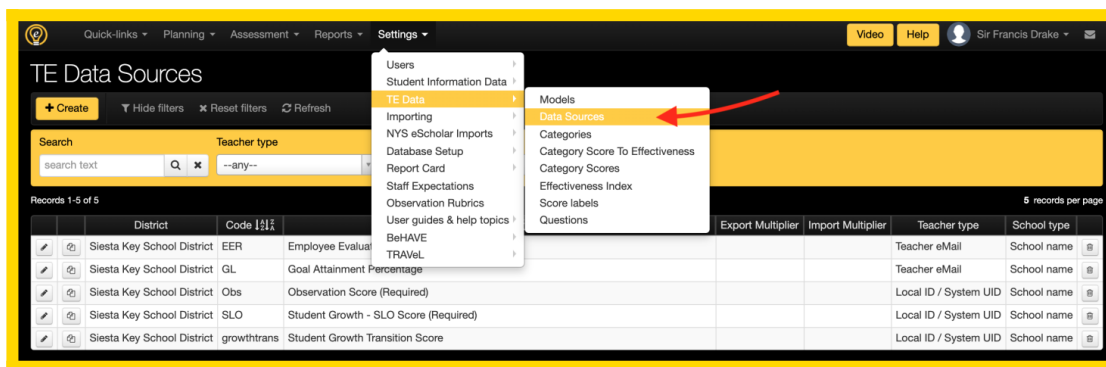 Quick-links Planning Assessment Reports Settings Video Help Sir Francis Drake
TE Data Sources
Create Hide filters Reset filters Refresh
Search Teacher type
search text --any--
Records 1-5 of 5 5 records per page
Users
Student Information Data
TE Data
Importing
NYS eScholar Imports
Database Setup
Report Card
Staff Expectations
Observation Rubrics
User guides & help topics
BeHAVE
TRAVeL
Models
Data Sources
Categories
Category Score To Effectiveness
Category Scores
Effectiveness Index
Score labels
Questions
District Code Export Multiplier Import Multiplier Teacher type School type
Siesta Key School District EER Employee Evaluat Teacher eMail School name
Siesta Key School District GL Goal Attainment Percentage Teacher eMail School name
Siesta Key School District Obs Observation Score (Required) Local ID / System UID School name
Siesta Key School District SLO Student Growth - SLO Score (Required) Local ID / System UID School name
Siesta Key School District growthtrans Student Growth Transition Score Local ID / System UID School name